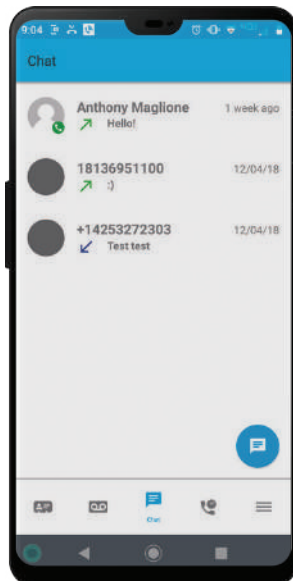 9:04
Chat
Anthony Maglione 1 week ago
Hello!
18136951100 12/04/18
:)
+14253272303 12/04/18
Test test
Chat